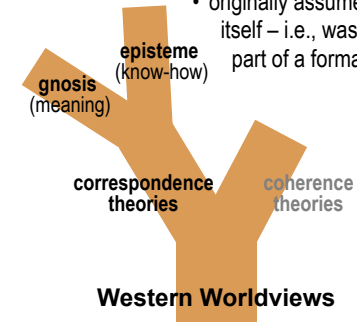 • originally assume
itself – i.e., was
part of a forma
episteme
(know-how)
gnosis
(meaning)
correspondence
theories
coherence
theories
Western Worldviews